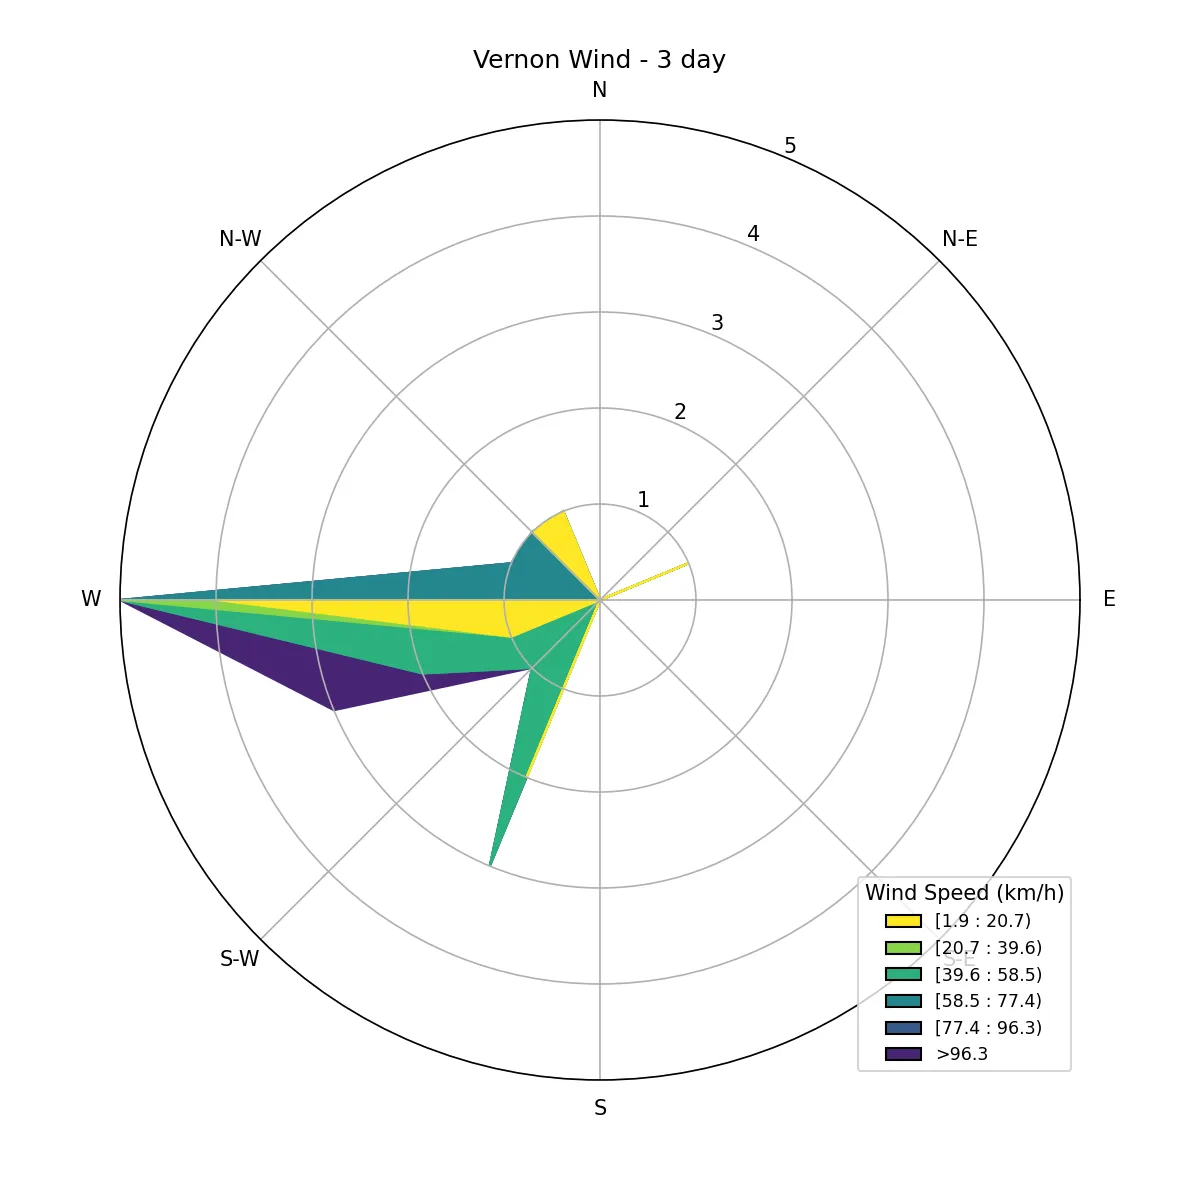 Vernon Wind - 3 day
N
5
N-W
4
N-E
3
2
1
W
E
S-W
S-E
S
Wind Speed (km/h)
[1.9 : 20.7)
[20.7 : 39.6)
[39.6 : 58.5)
[58.5 : 77.4)
[77.4 : 96.3)
>96.3